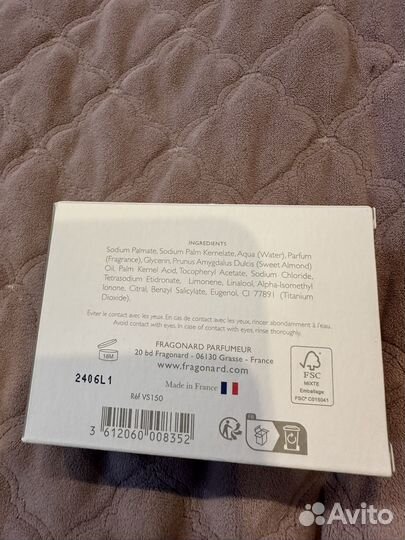 INGREDIENTS
Sodium Palmate, Sodium Palm Kernelate, Aqua (Water), Parfum
(Fragrance), Glycerin, Prunus Amygdalus Dulcis (Sweet Almond)
Oil, Palm Kernel Acid, Tocopheryl Acetate, Sodium Chloride,
Tetrasodium Etidronate, Limonene, Linalool, Alpha-Isomethyl
Ionone, Citral, Benzyl Salicylate, Eugenol, CI 77891 (Titanium
Dioxide).
Eviter le contact avec les yeux. En cas de contact avec les yeux, rincer abondamment à l'eau.
Avoid contact with eyes. In case of contact with eyes, rinse thoroughly.
FRAGONARD PARFUMEUR
20 bd Fragonard - 06130 Grasse - France
www.fragonard.com
18M
2406L1
Made in France
Réf VS150
3 612060 008352
FSC
MIXTE
Emballage
FSC® C015041
Avito